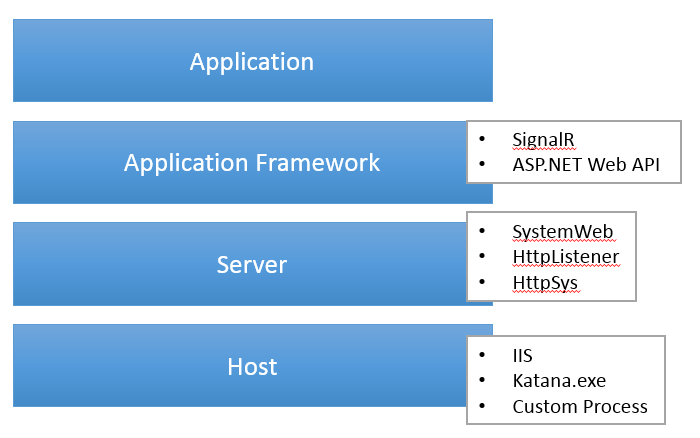 Application
Application Framework
• SignalR
• ASP.NET Web API
Server
• SystemWeb
• HttpListener
• HttpSys
Host
• IIS
• Katana.exe
• Custom Process